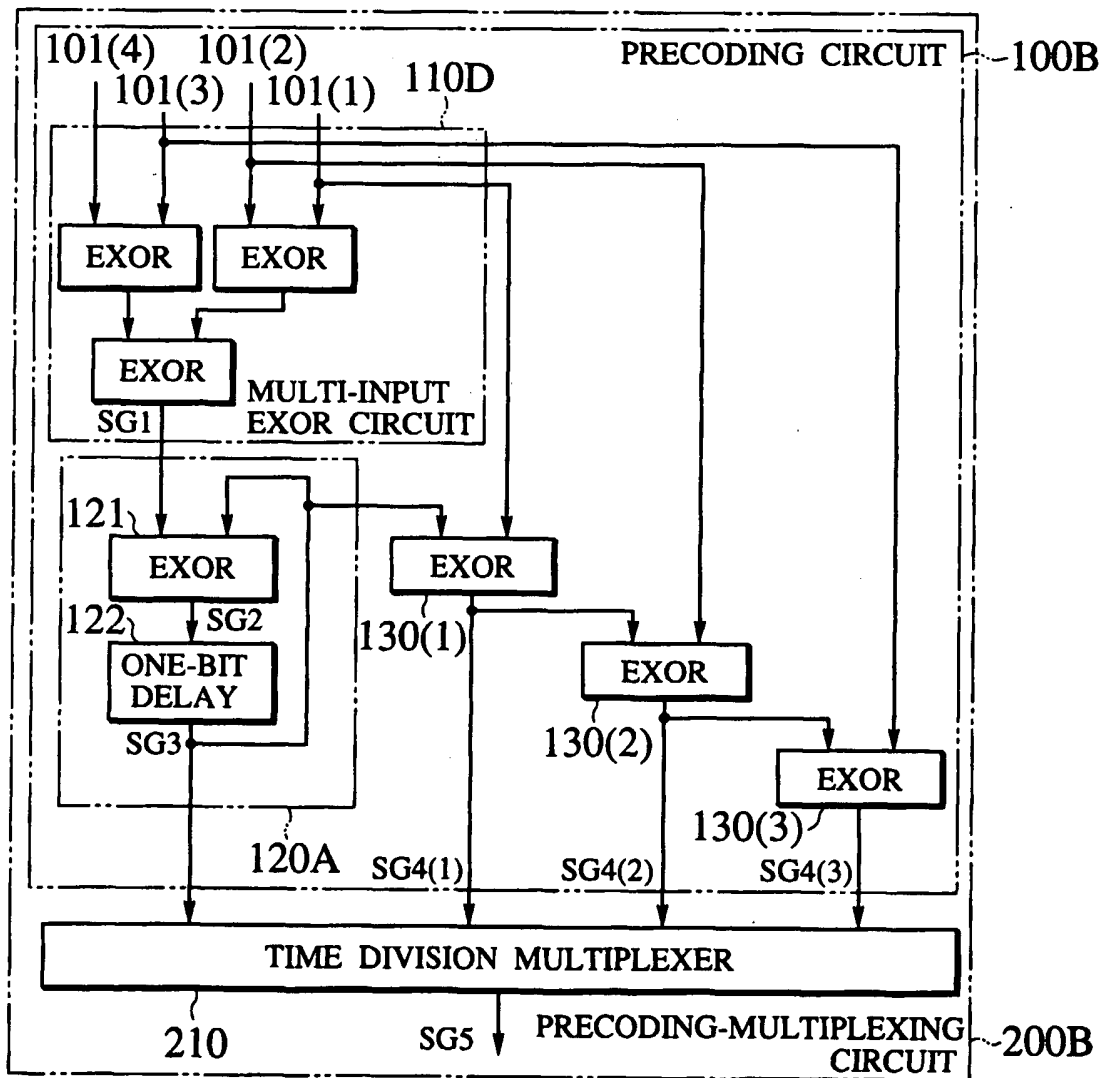 101(4)
101(2)
PRECODING CIRCUIT
100B
101(3)
101(1)
110D
EXOR
EXOR
EXOR
MULTI-INPUT
EXOR CIRCUIT
SG1
121
EXOR
EXOR
SG2
122
130(1)
ONE-BIT
DELAY
EXOR
SG3
130(2)
EXOR
130(3)
120A
SG4(1)
SG4(2)
SG4(3)
TIME DIVISION MULTIPLEXER
210
SG5
PRECODING-MULTIPLEXING
CIRCUIT
200B